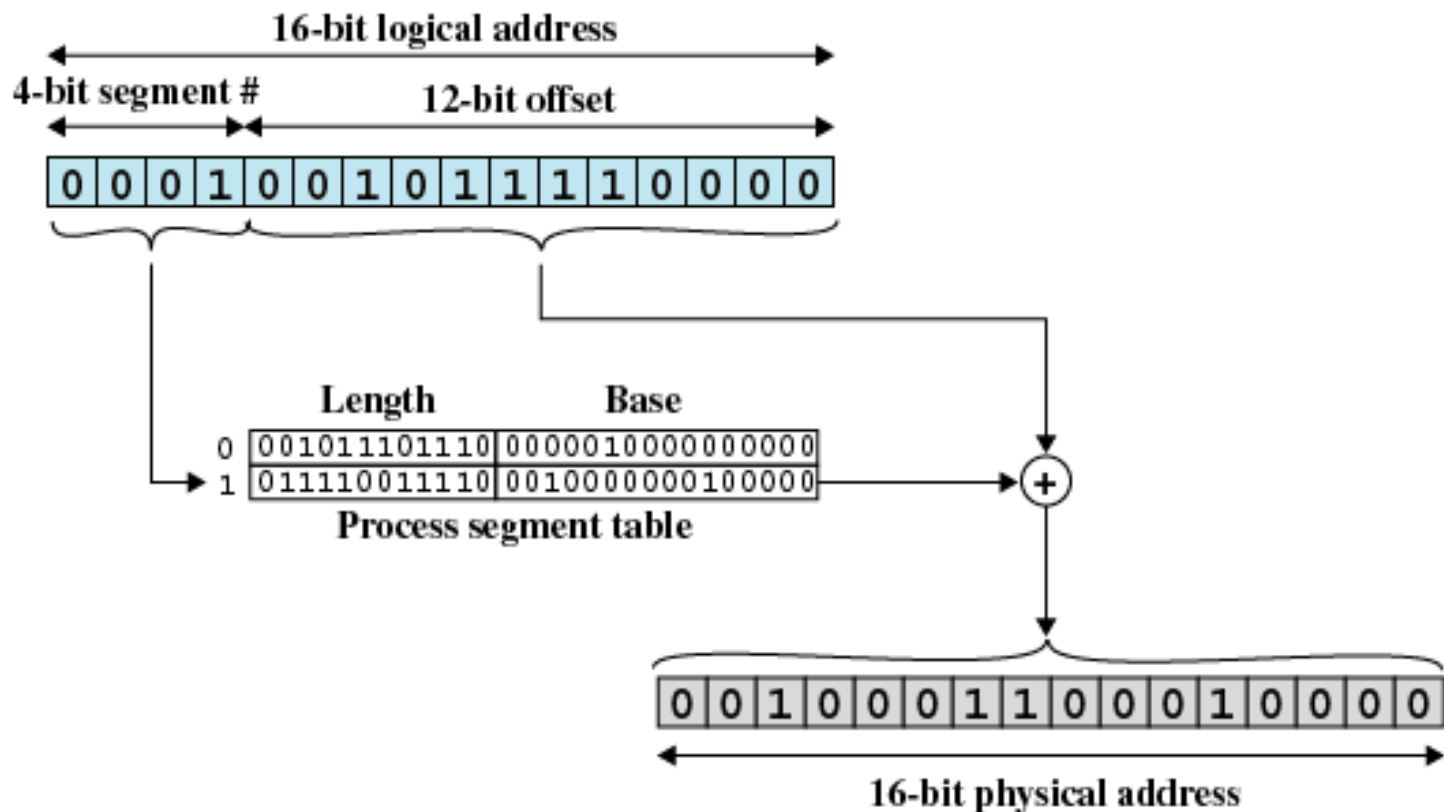 16-bit logical address
4-bit segment # 12-bit offset
0 0 0 1 0 0 1 0 1 1 1 1 0 0 0 0
Length Base
0 001011101110 0000010000000000
1 011110011110 0010000000100000
+
Process segment table
0 0 1 0 0 0 1 1 0 0 0 1 0 0 0 0
16-bit physical address